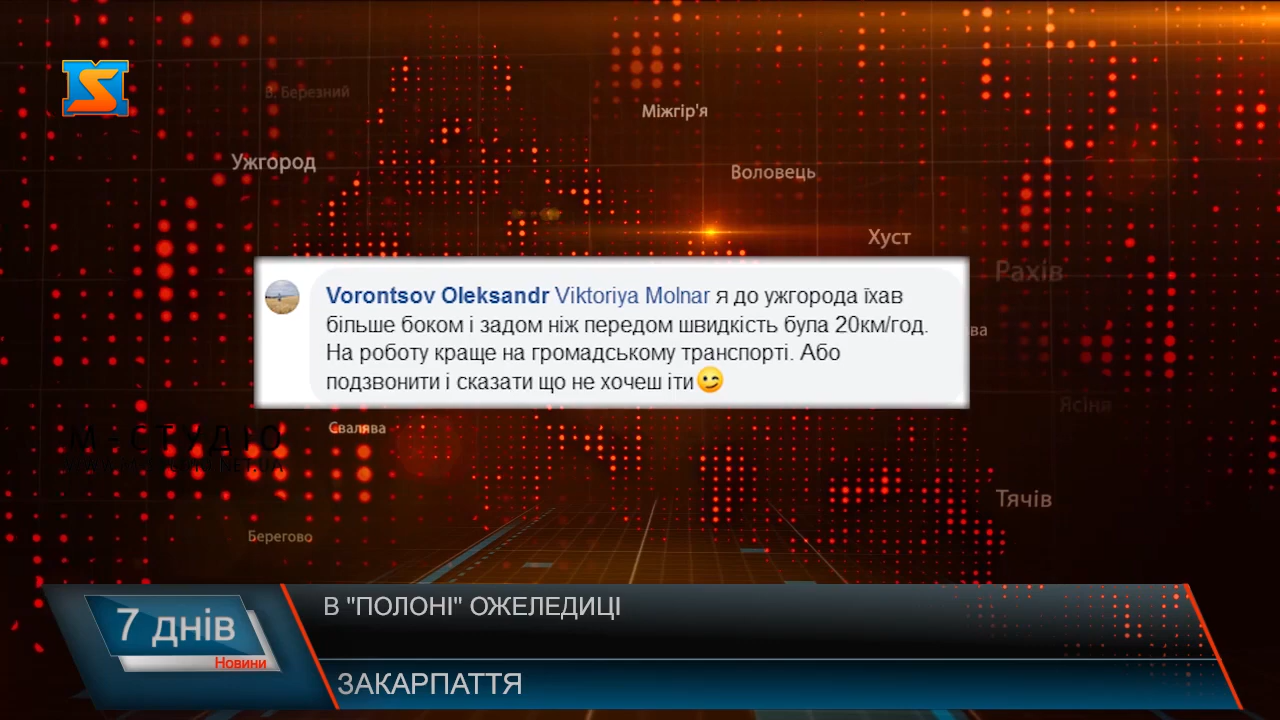 В. Березний
Міжгір'я
Ужгород
Воловець
Хуст
Рахів
Vorontsov Oleksandr Viktoriya Molnar я до ужгорода їхав
більше боком і задом ніж передом швидкість була 20км/год.
На роботу краще на громадському транспорті. Або
подзвонити і сказати що не хочеш іти😉
ва
Ясіня
Свалява
М-СТУДІО
Тячів
Берегово
7 днів
Новини
В "ПОЛОНІ" ОЖЕЛЕДИЦІ
ЗАКАРПАТТЯ